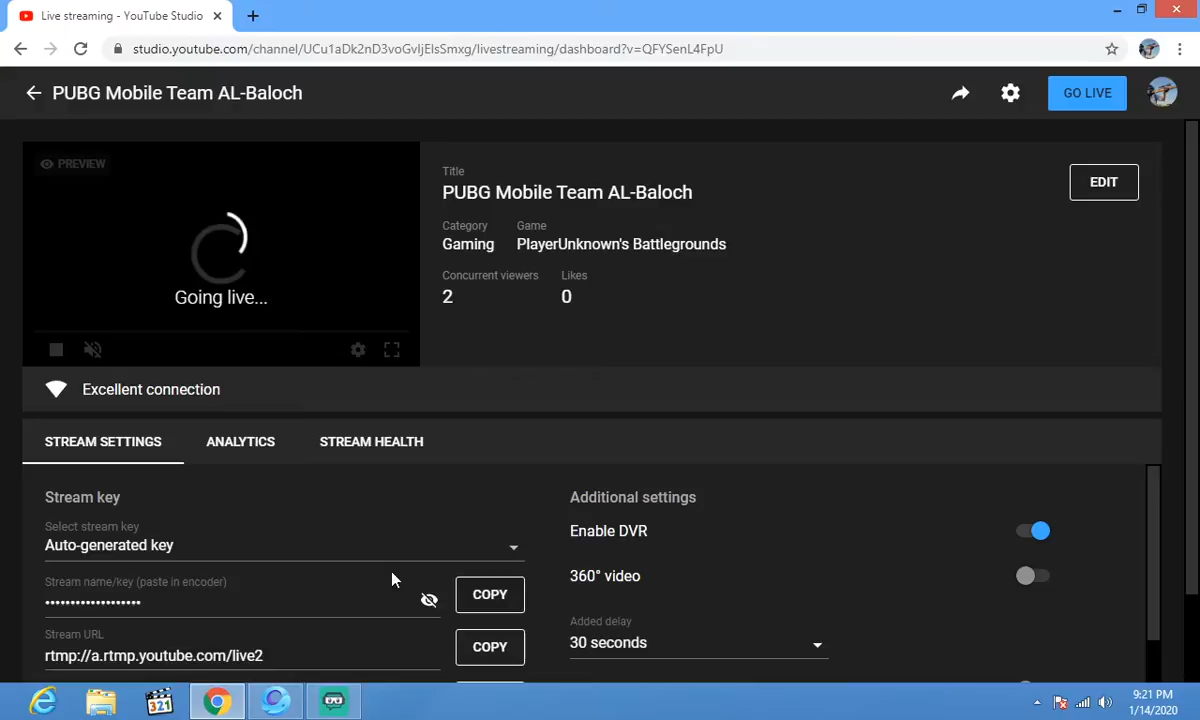 Live streaming - YouTube Studio
studio.youtube.com/channel/UCu1aDk2nD3voGvljElsSmxg/livestreaming/dashboard?v=QFYSenL4FpU
PUBG Mobile Team AL-Baloch
GO LIVE
PREVIEW
Going live...
Title
PUBG Mobile Team AL-Baloch
EDIT
Category Game
Gaming PlayerUnknown's Battlegrounds
Concurrent viewers Likes
2 0
Excellent connection
STREAM SETTINGS ANALYTICS STREAM HEALTH
Stream key
Select stream key
Auto-generated key
Stream name/key (paste in encoder)
•••••••••••••••••••
COPY
Stream URL
rtmp://a.rtmp.youtube.com/live2
COPY
Additional settings
Enable DVR
360° video
Added delay
30 seconds
321
9:21 PM
1/14/2020